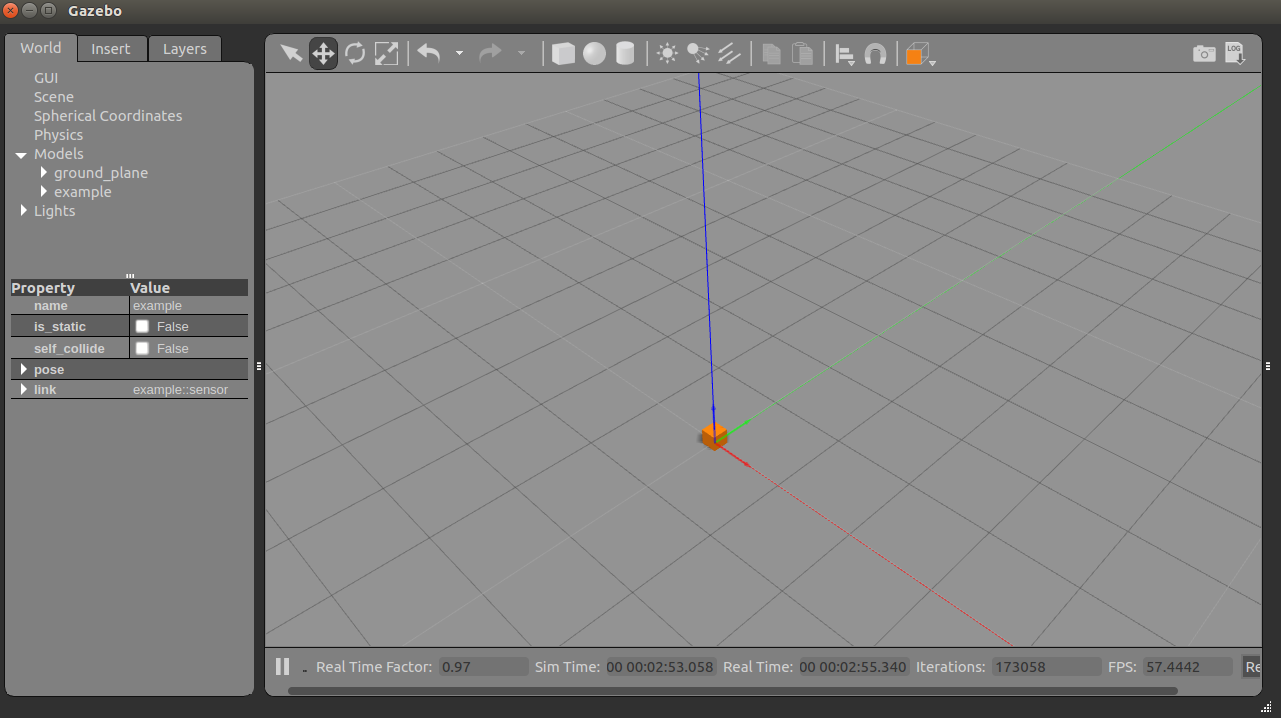 Gazebo
World Insert Layers
LOG
GUI
Scene
Spherical Coordinates
Physics
Models
ground_plane
example
Lights
Property Value
name example
is_static False
self_collide False
pose
link example::sensor
Real Time Factor: 0.97 Sim Time: 00 00:02:53.058 Real Time: 00 00:02:55.340 Iterations: 173058 FPS: 57.4442 Re